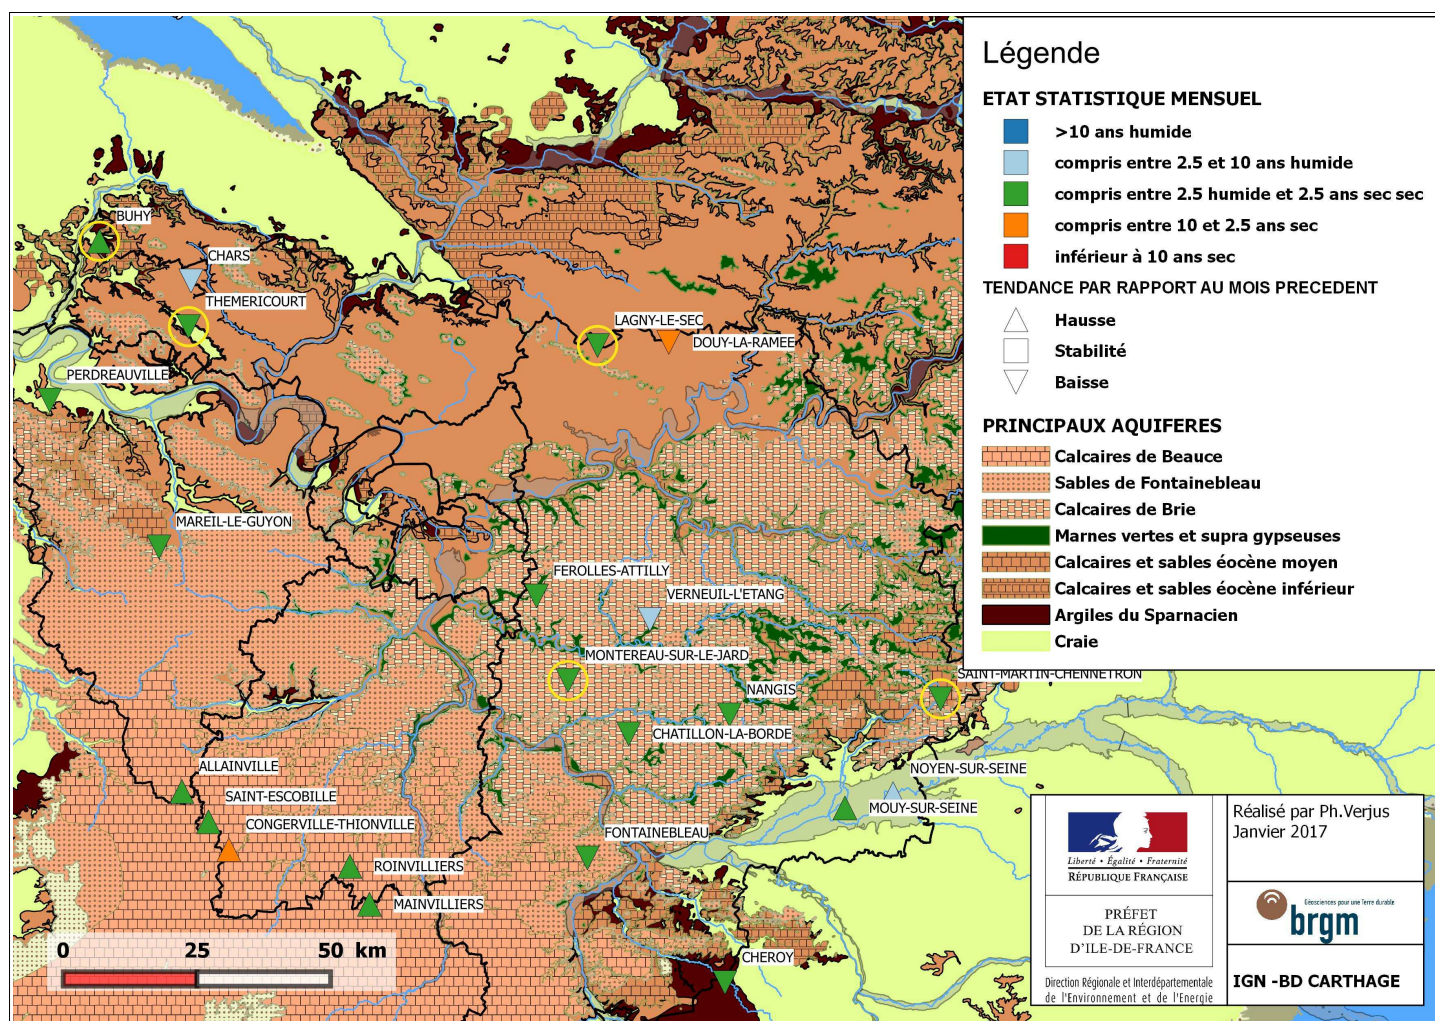 Légende
ETAT STATISTIQUE MENSUEL
>10 ans humide
compris entre 2.5 et 10 ans humide
compris entre 2.5 humide et 2.5 ans sec sec
compris entre 10 et 2.5 ans sec
inférieur à 10 ans sec
TENDANCE PAR RAPPORT AU MOIS PRECEDENT
Hausse
Stabilité
Baisse
PRINCIPAUX AQUIFERES
Calcaires de Beauce
Sables de Fontainebleau
Calcaires de Brie
Marnes vertes et supra gypseuses
Calcaires et sables éocène moyen
Calcaires et sables éocène inférieur
Argiles du Sparnacien
Craie
BUHY
CHARS
THEMERICOURT
LAGNY-LE-SEC
DOUY-LA-RAMEE
PERDREAUVILLE
MAREIL-LE-GUYON
FEROLLES-ATTILLY
VERNEUIL-L'ETANG
MONTEREAU-SUR-LE-JARD
SAINT-MARTIN-CHENNETRON
NANGIS
CHATILLON-LA-BORDE
ALLAINVILLE
NOYEN-SUR-SEINE
SAINT-ESCOBILLE
MOUY-SUR-SEINE
CONGERVILLE-THIONVILLE
FONTAINEBLEAU
ROINVILLIERS
MAINVILLIERS
CHEROY
0 25 50 km
Liberté • Égalité • Fraternité
RÉPUBLIQUE FRANÇAISE
PRÉFET
DE LA RÉGION
D'ILE-DE-FRANCE
Direction Régionale et Interdépartementale
de l'Environnement et de l'Energie
Réalisé par Ph.Verjus
Janvier 2017
Géosciences pour une Terre durable
brgm
IGN -BD CARTHAGE